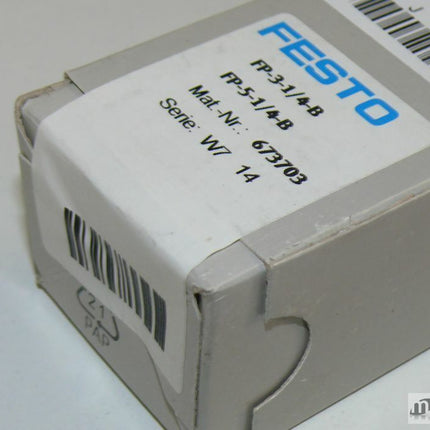 FESTO
FP-3-1/4-B
FP-5-1/4-B
Mat.-Nr.: 673703
Serie: W7 14
J
21
PAP